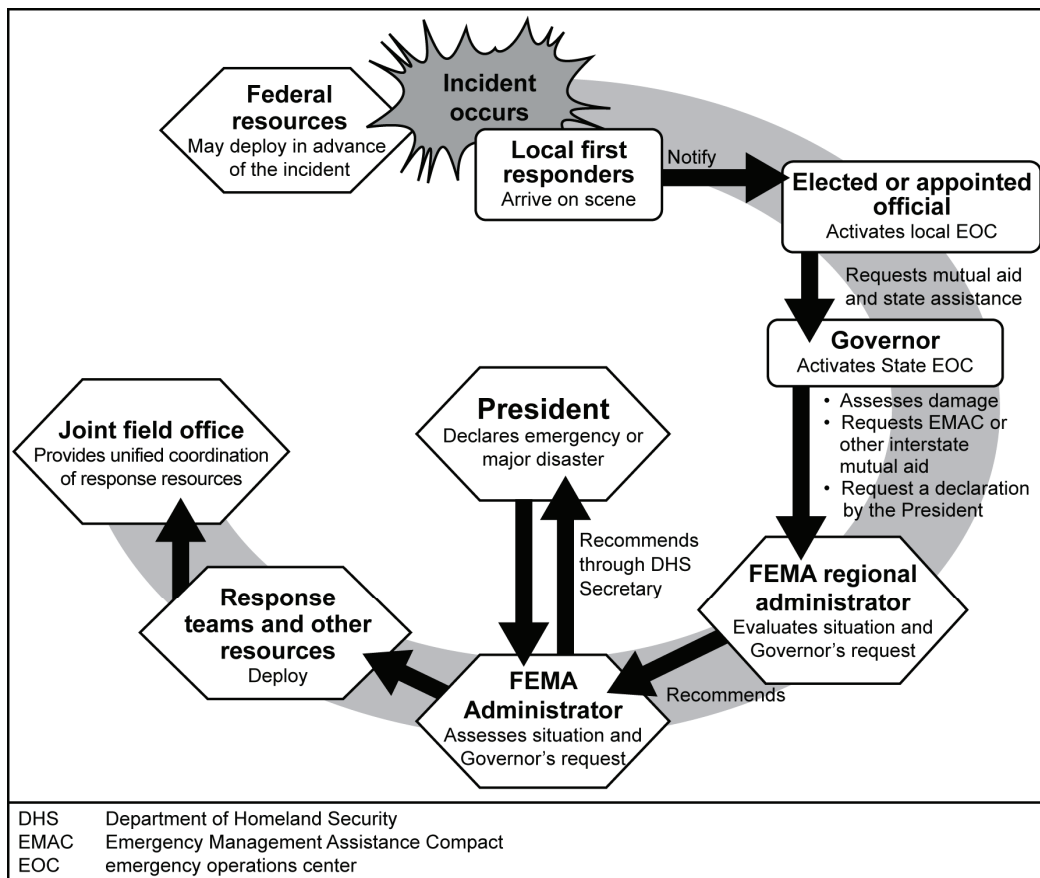 Incident
occurs
Federal
resources
May deploy in advance
of the incident
Local first
responders
Arrive on scene
Notify
Elected or appointed
official
Activates local EOC
Requests mutual aid
and state assistance
Governor
Activates State EOC
• Assesses damage
• Requests EMAC or
other interstate
mutual aid
• Request a declaration
by the President
FEMA regional
administrator
Evaluates situation and
Governor's request
Recommends
FEMA
Administrator
Assesses situation and
Governor's request
Recommends
through DHS
Secretary
President
Declares emergency or
major disaster
Response
teams and other
resources
Deploy
Joint field office
Provides unified coordination
of response resources
DHS Department of Homeland Security
EMAC Emergency Management Assistance Compact
EOC emergency operations center